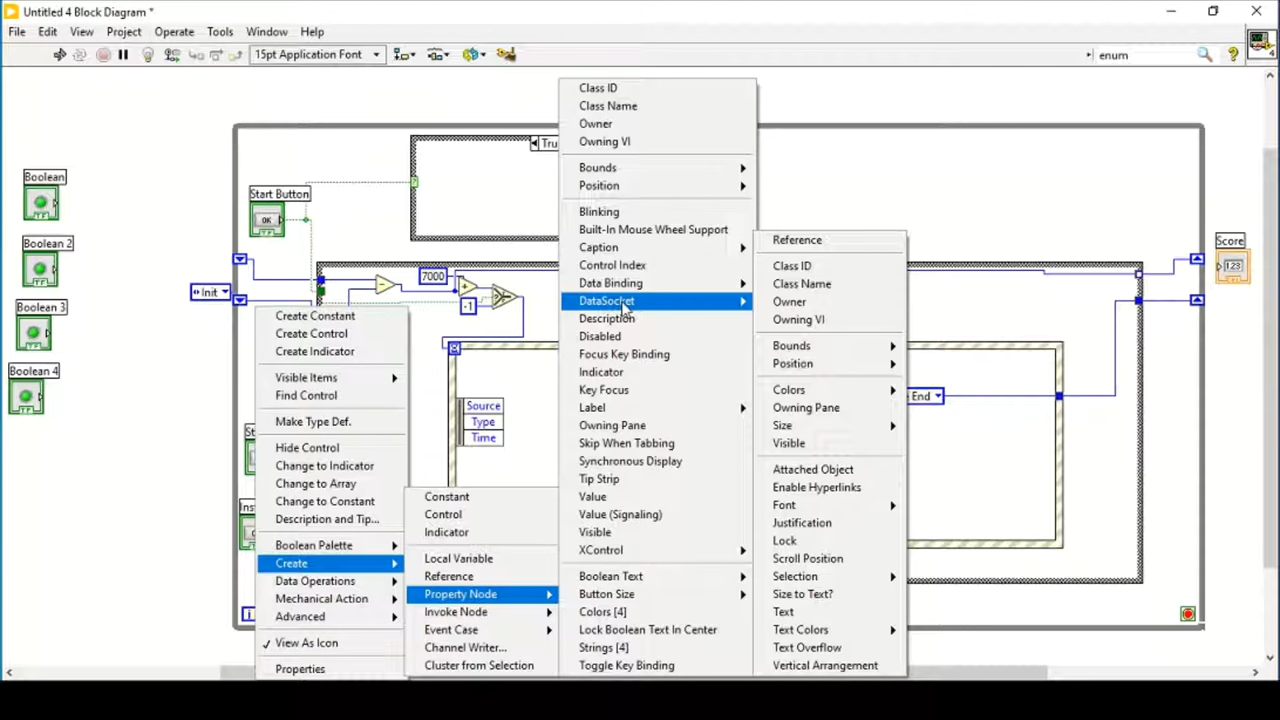 Untitled 4 Block Diagram *
File Edit View Project Operate Tools Window Help
15pt Application Font
enum
?
4
Boolean
TF
Boolean 2
TF
Boolean 3
TF
Boolean 4
TF
Start Button
OK
TF
Tru
?
7000
-1
Init
Score
123
End
Source
Type
Time
i
Create Constant
Create Control
Create Indicator
Visible Items
Find Control
Make Type Def.
Hide Control
Change to Indicator
Change to Array
Change to Constant
Description and Tip...
Boolean Palette
Create
Data Operations
Mechanical Action
Advanced
✓ View As Icon
Properties
Constant
Control
Indicator
Local Variable
Reference
Property Node
Invoke Node
Event Case
Channel Writer...
Cluster from Selection
Class ID
Class Name
Owner
Owning VI
Bounds
Position
Blinking
Built-In Mouse Wheel Support
Caption
Control Index
Data Binding
DataSocket
Description
Disabled
Focus Key Binding
Indicator
Key Focus
Label
Owning Pane
Skip When Tabbing
Synchronous Display
Tip Strip
Value
Value (Signaling)
Visible
XControl
Boolean Text
Button Size
Colors [4]
Lock Boolean Text In Center
Strings [4]
Toggle Key Binding
Reference
Class ID
Class Name
Owner
Owning VI
Bounds
Position
Colors
Owning Pane
Size
Visible
Attached Object
Enable Hyperlinks
Font
Justification
Lock
Scroll Position
Selection
Size to Text?
Text
Text Colors
Text Overflow
Vertical Arrangement